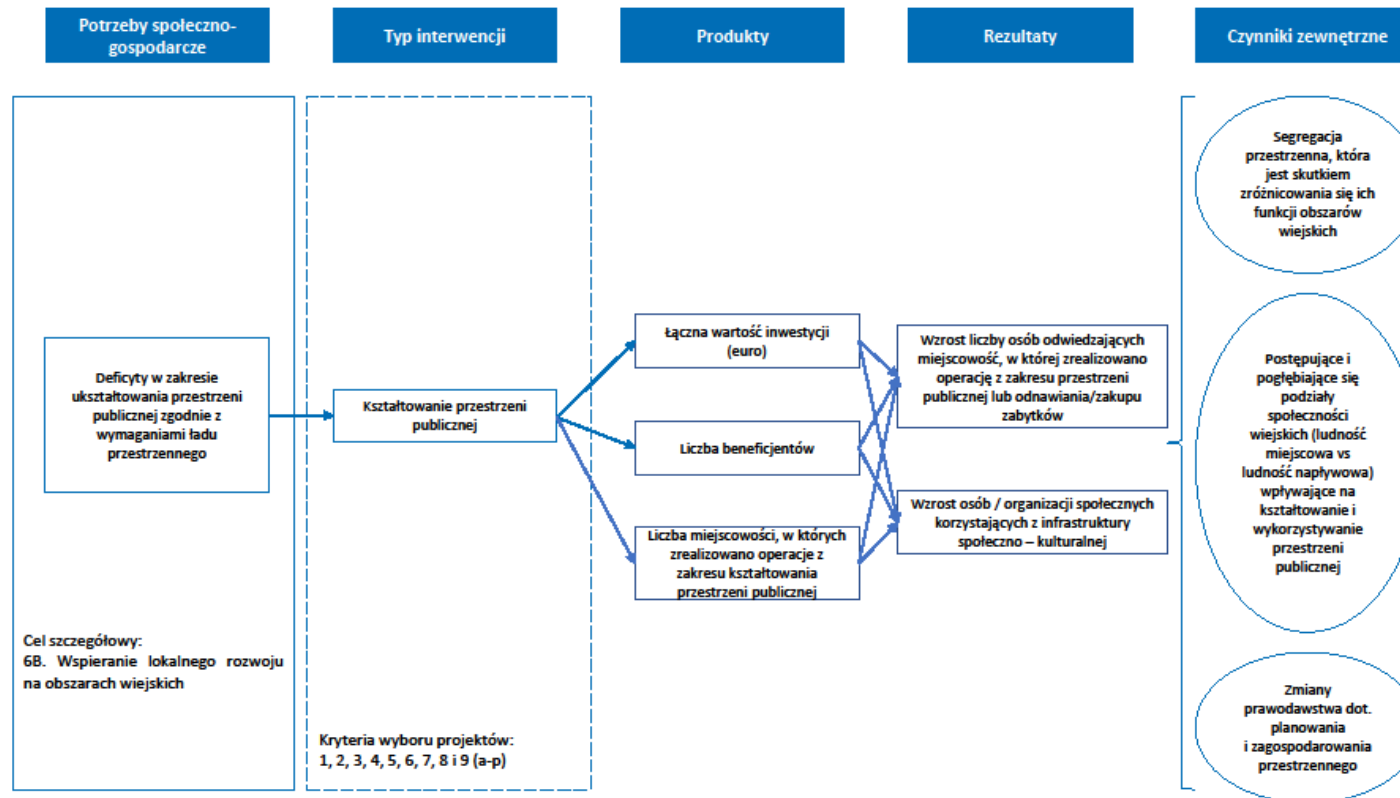 Potrzeby społeczno-
gospodarcze
Typ interwencji
Produkty
Rezultaty
Czynniki zewnętrzne
Deficyty w zakresie
ukształtowania przestrzeni
publicznej zgodnie z
wymaganiami ładu
przestrzennego
Cel szczegółowy:
6B. Wspieranie lokalnego rozwoju
na obszarach wiejskich
Kształtowanie przestrzeni
publicznej
Kryteria wyboru projektów:
1, 2, 3, 4, 5, 6, 7, 8 i 9 (a-p)
Łączna wartość inwestycji
(euro)
Liczba beneficjentów
Liczba miejscowości, w których
zrealizowano operacje z
zakresu kształtowania
przestrzeni publicznej
Wzrost liczby osób odwiedzających
miejscowość, w której zrealizowano
operację z zakresu przestrzeni
publicznej lub odnawiania/zakupu
zabytków
Wzrost osób / organizacji społecznych
korzystających z infrastruktury
społeczno – kulturalnej
Segregacja
przestrzenna, która
jest skutkiem
zróżnicowania się ich
funkcji obszarów
wiejskich
Postępujące i
pogłębiające się
podziały
społeczności
wiejskich (ludność
miejscowa vs
ludność napływowa)
wpływające na
kształtowanie i
wykorzystywanie
przestrzeni
publicznej
Zmiany
prawodawstwa dot.
planowania
i zagospodarowania
przestrzennego